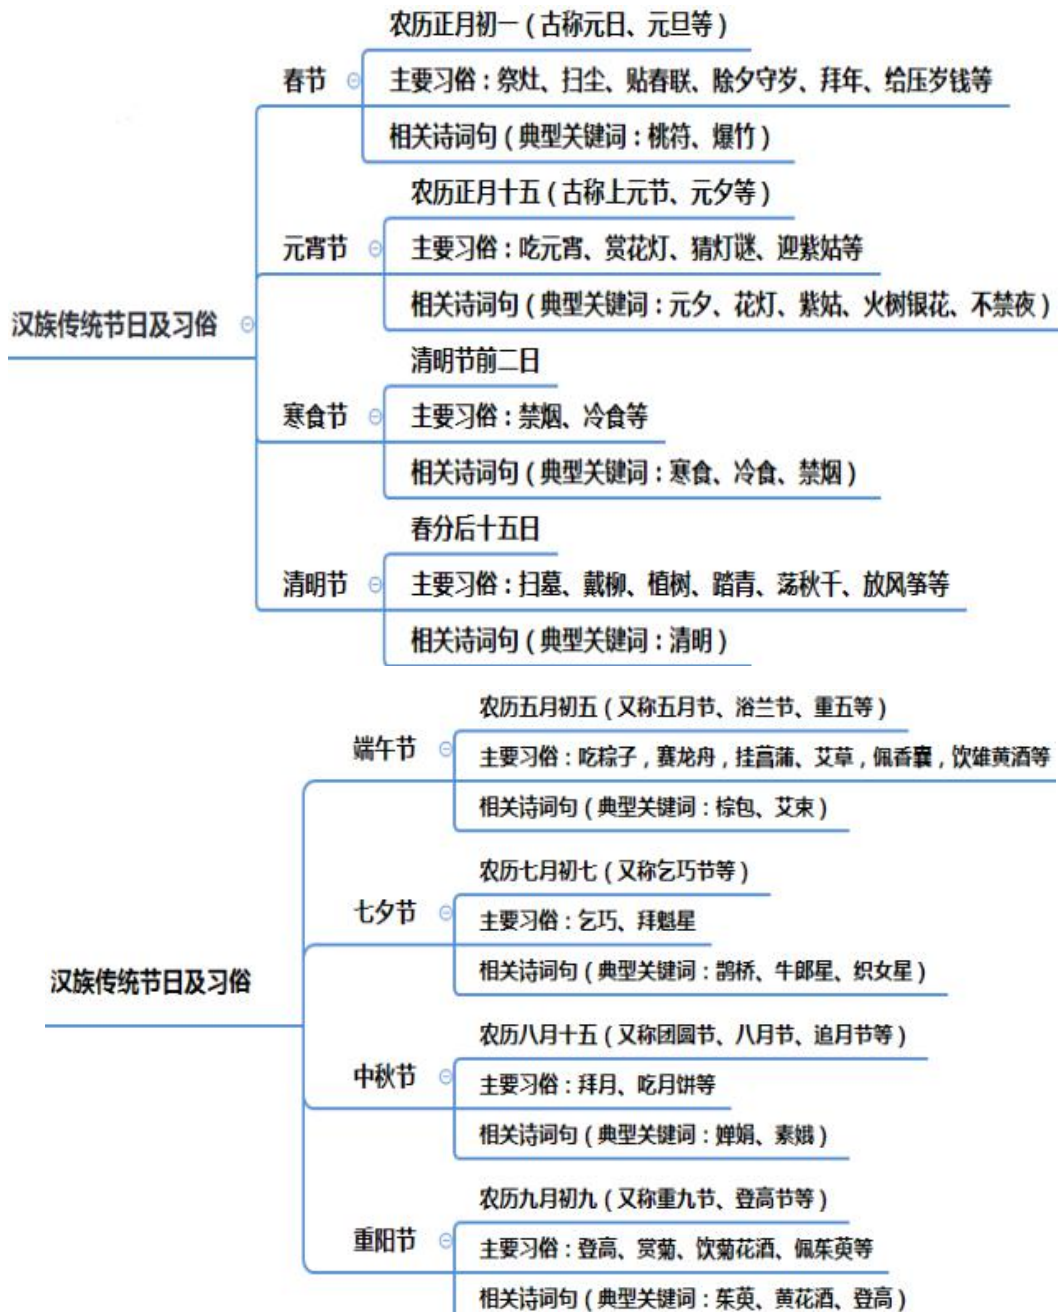 农历正月初一（古称元日、元旦等）
春节
主要习俗：祭灶、扫尘、贴春联、除夕守岁、拜年、给压岁钱等
相关诗词句（典型关键词：桃符、爆竹）
农历正月十五（古称上元节、元夕等）
元宵节
主要习俗：吃元宵、赏花灯、猜灯谜、迎紫姑等
相关诗词句（典型关键词：元夕、花灯、紫姑、火树银花、不禁夜）
汉族传统节日及习俗
清明节前二日
寒食节
主要习俗：禁烟、冷食等
相关诗词句（典型关键词：寒食、冷食、禁烟）
春分后十五日
清明节
主要习俗：扫墓、戴柳、植树、踏青、荡秋千、放风筝等
相关诗词句（典型关键词：清明）
农历五月初五（又称五月节、浴兰节、重五等）
端午节
主要习俗：吃粽子，赛龙舟，挂菖蒲、艾草，佩香囊，饮雄黄酒等
相关诗词句（典型关键词：棕包、艾束）
农历七月初七（又称乞巧节等）
七夕节
主要习俗：乞巧、拜魁星
相关诗词句（典型关键词：鹊桥、牛郎星、织女星）
汉族传统节日及习俗
农历八月十五（又称团圆节、八月节、追月节等）
中秋节
主要习俗：拜月、吃月饼等
相关诗词句（典型关键词：婵娟、素娥）
农历九月初九（又称重九节、登高节等）
重阳节
主要习俗：登高、赏菊、饮菊花酒、佩茱萸等
相关诗词句（典型关键词：茱萸、黄花酒、登高）